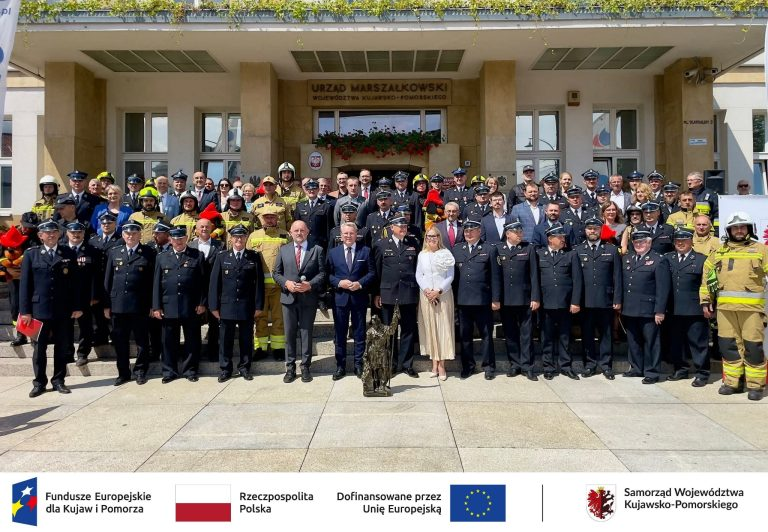 .pl
URZĄD MARSZAŁKOWSKI
WOJEWÓDZTWA KUJAWSKO-POMORSKIEGO
Fundusze Europejskie
dla Kujaw i Pomorza
Rzeczpospolita
Polska
Dofinansowane przez
Unię Europejską
Samorząd Województwa
Kujawsko-Pomorskiego